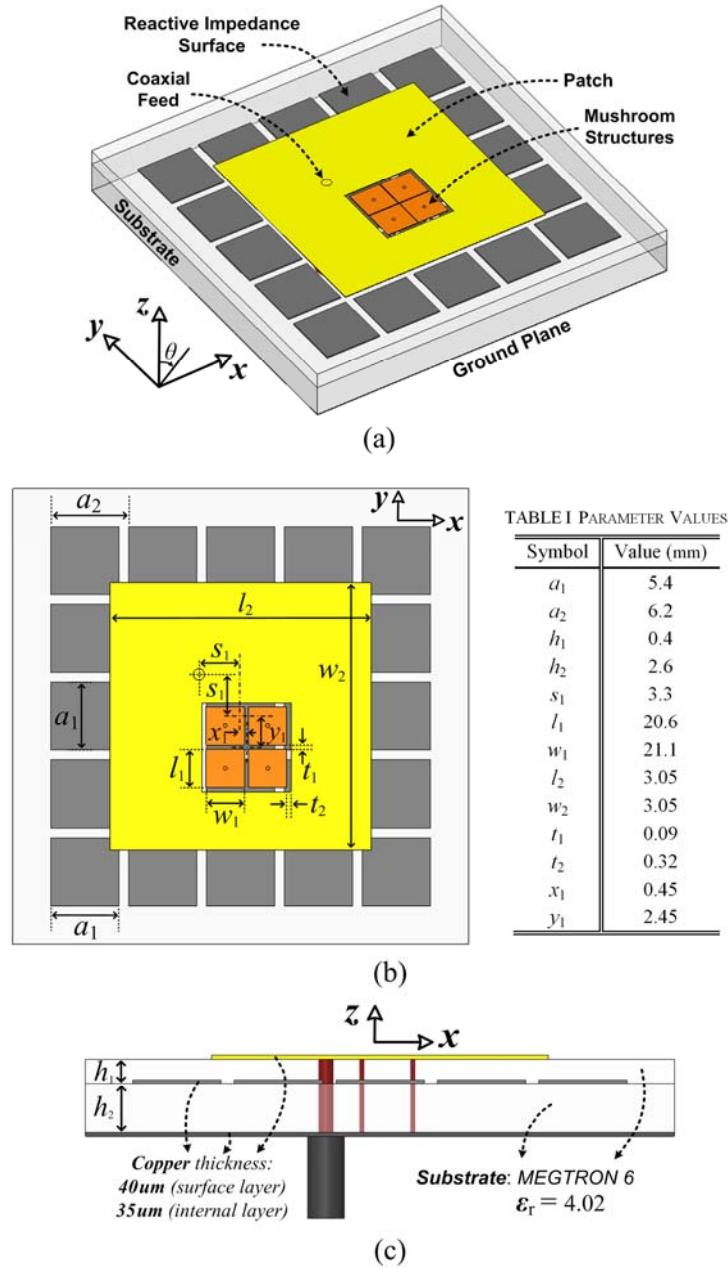 Reactive Impedance
Surface
Coaxial
Feed
Patch
Mushroom
Structures
Substrate
Ground Plane
z
y
θ
x
(a)
a₂
y
x
l₂
w₂
s₁
s₁
a₁
x₁
y₁
l₁
t₁
w₁
t₂
a₁
(b)
TABLE I PARAMETER VALUES
Symbol Value (mm)
a₁ 5.4
a₂ 6.2
h₁ 0.4
h₂ 2.6
s₁ 3.3
l₁ 20.6
w₁ 21.1
l₂ 3.05
w₂ 3.05
t₁ 0.09
t₂ 0.32
x₁ 0.45
y₁ 2.45
z
x
h₁
h₂
Copper thickness:
40um (surface layer)
35um (internal layer)
Substrate: MEGTRON 6
εr = 4.02
(c)